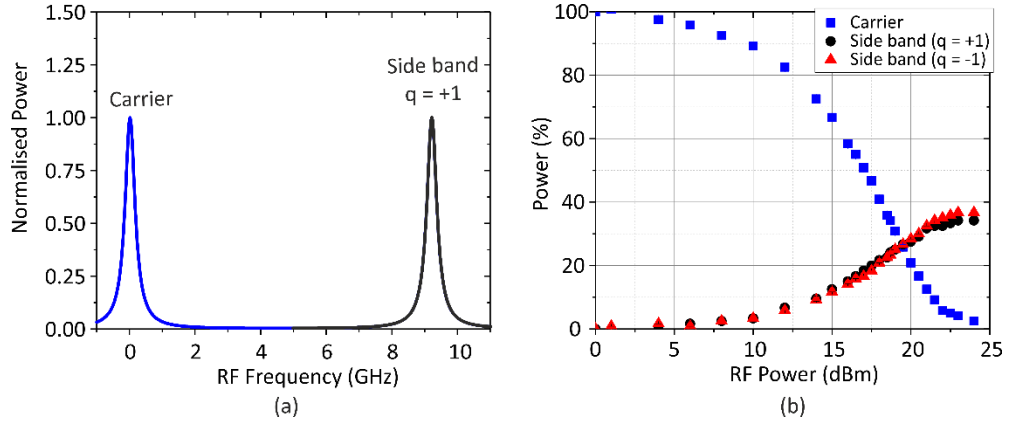 (a)
1.50
1.25
1.00
0.75
0.50
0.25
0.00
Normalised Power
Carrier
Side band
q = +1
0
2
4
6
8
10
RF Frequency (GHz)
(a)
(b)
100
80
60
40
20
0
Power (%)
Carrier
Side band (q = +1)
Side band (q = -1)
0
5
10
15
20
25
RF Power (dBm)
(b)